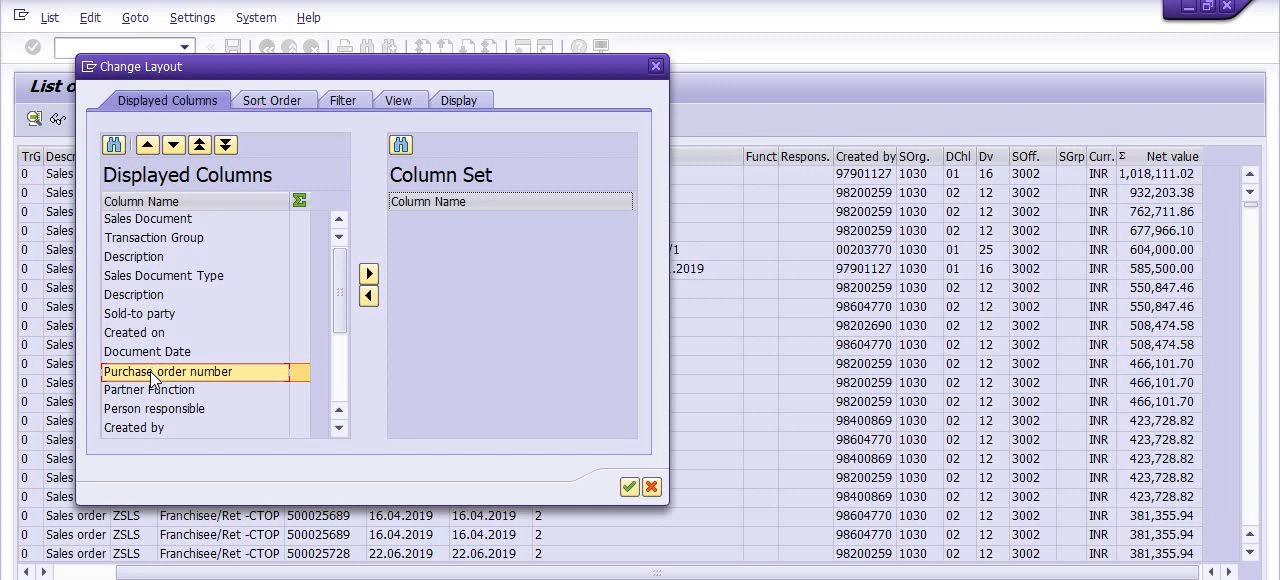 List Edit Goto Settings System Help
Change Layout
List o
Displayed Columns Sort Order Filter View Display
Displayed Columns
Column Set
Column Name
Column Name
Sales Document
Transaction Group
Description
Sales Document Type
Description
Sold-to party
Created on
Document Date
Purchase order number
Partner Function
Person responsible
Created by
TrG Descr Funct Respons. Created by SOrg. DChl Dv SOff. SGrp Curr. Σ Net value
0 Sales 97901127 1030 01 16 3002 INR 1,018,111.02
0 Sales 98200259 1030 02 12 3002 INR 932,203.38
0 Sales 98200259 1030 02 12 3002 INR 762,711.86
0 Sales 98200259 1030 02 12 3002 INR 677,966.10
0 Sales /1 00203770 1030 01 25 3002 INR 604,000.00
0 Sales .2019 97901127 1030 01 16 3002 INR 585,500.00
0 Sales 98200259 1030 02 12 3002 INR 550,847.46
0 Sales 98604770 1030 02 12 3002 INR 550,847.46
0 Sales 98202690 1030 02 12 3002 INR 508,474.58
0 Sales 98604770 1030 02 12 3002 INR 508,474.58
0 Sales 98200259 1030 02 12 3002 INR 466,101.70
0 Sales 98200259 1030 02 12 3002 INR 466,101.70
0 Sales 98200259 1030 02 12 3002 INR 466,101.70
0 Sales 98400869 1030 02 12 3002 INR 423,728.82
0 Sales 98604770 1030 02 12 3002 INR 423,728.82
0 Sales 98400869 1030 02 12 3002 INR 423,728.82
0 Sales 98200259 1030 02 12 3002 INR 423,728.82
0 Sales 98400869 1030 02 12 3002 INR 423,728.82
0 Sales order ZSLS Franchisee/Ret -CTOP 500025689 16.04.2019 16.04.2019 2 98604770 1030 02 12 3002 INR 381,355.94
0 Sales order ZSLS Franchisee/Ret -CTOP 500025689 16.04.2019 16.04.2019 2 98604770 1030 02 12 3002 INR 381,355.94
0 Sales order ZSLS Franchisee/Ret -CTOP 500025728 22.06.2019 22.06.2019 2 98200259 1030 02 12 3002 INR 381,355.94